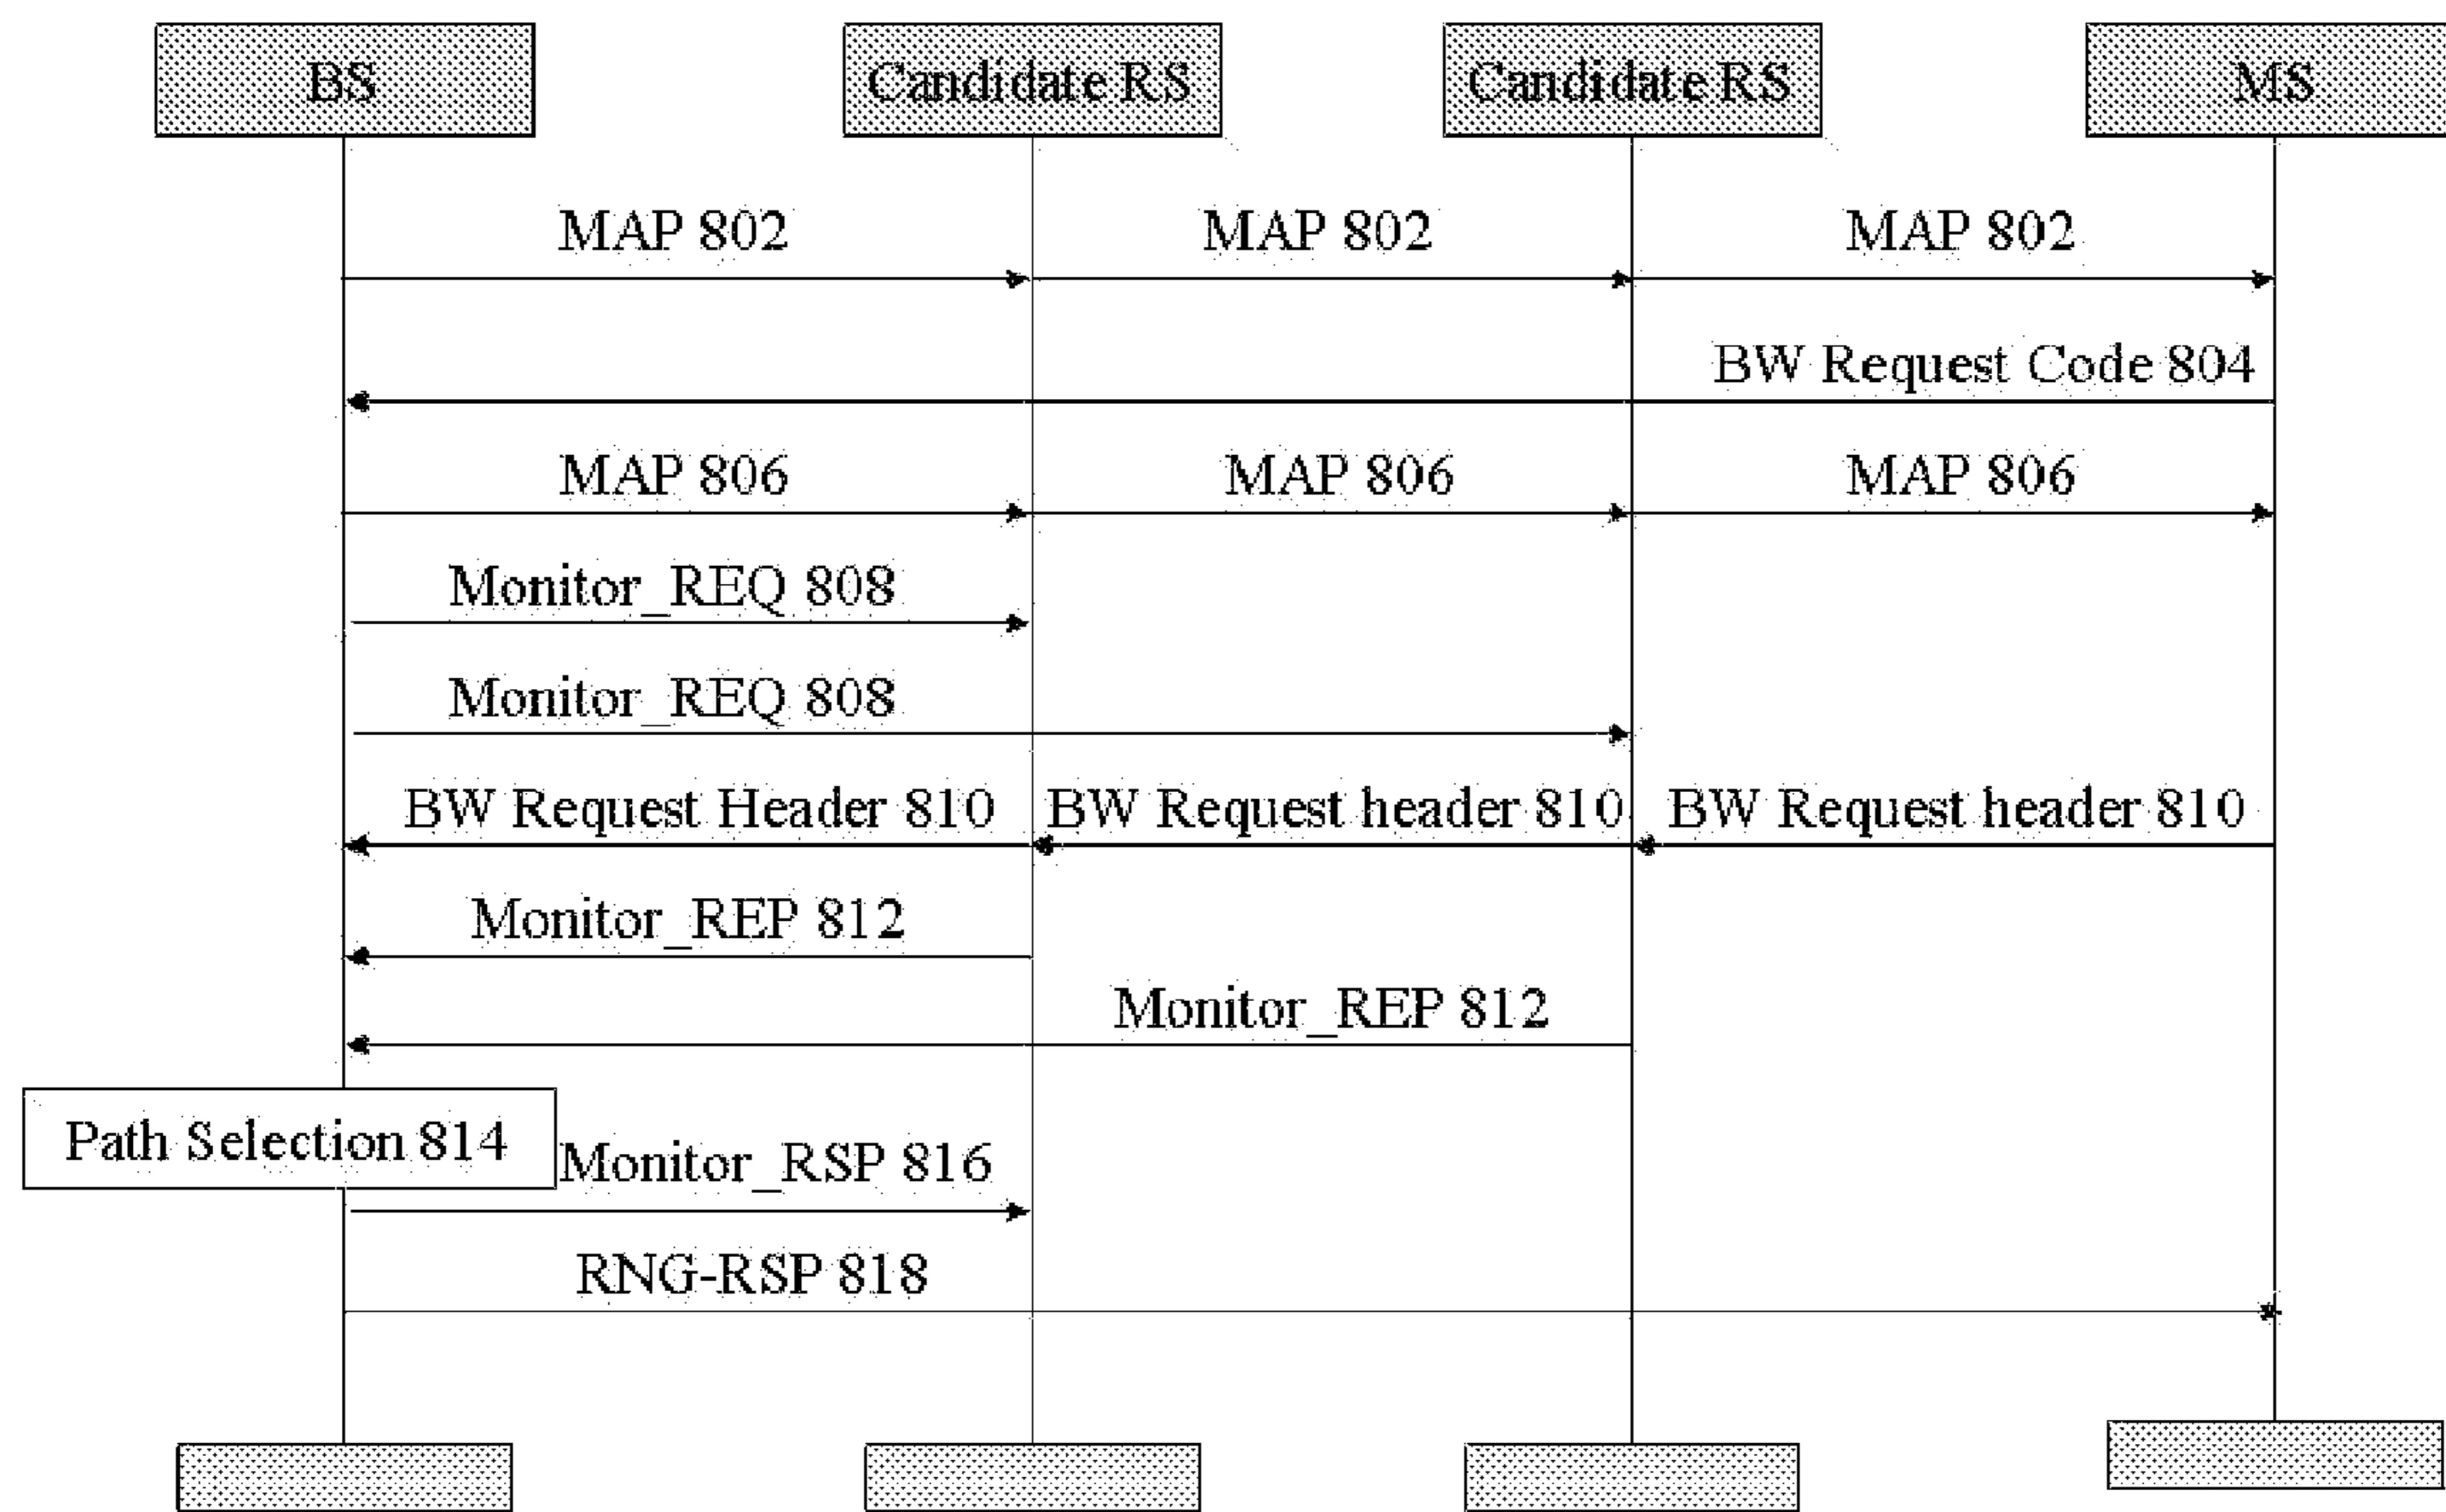 BS
Candidate RS
Candidate RS
MS
MAP 802
MAP 802
MAP 802
BW Request Code 804
MAP 806
MAP 806
MAP 806
Monitor_REQ 808
Monitor_REQ 808
BW Request Header 810
BW Request header 810
BW Request header 810
Monitor_REP 812
Monitor_REP 812
Path Selection 814
Monitor_RSP 816
RNG-RSP 818